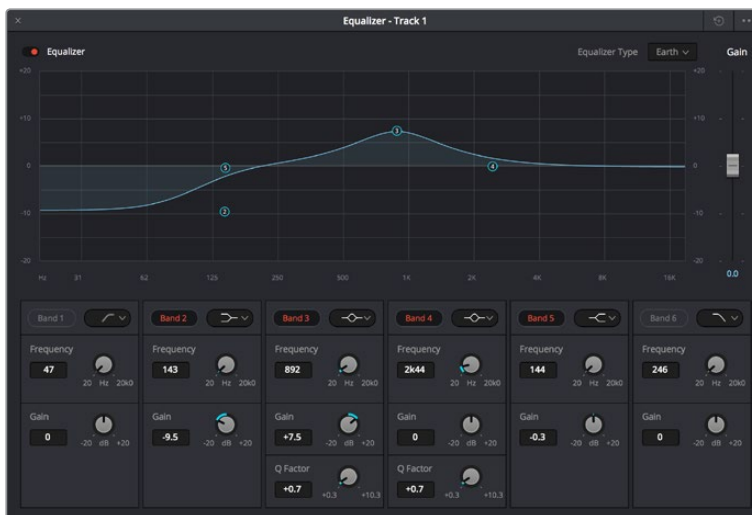 Equalizer - Track 1
Equalizer
Equalizer Type
Earth
Gain
+20 +20
+10 +10
0 0
-10 -10
-20 -20
Hz 31 62 125 250 500 1K 2K 4K 8K 16K
0.0
5
3
4
2
Band 1 Band 2 Band 3 Band 4 Band 5 Band 6
Frequency Frequency Frequency Frequency Frequency Frequency
47 143 892 2k44 144 246
20 Hz 20k0 20 Hz 20k0 20 Hz 20k0 20 Hz 20k0 20 Hz 20k0 20 Hz 20k0
Gain Gain Gain Gain Gain Gain
0 -9.5 +7.5 0 -0.3 0
-20 dB +20 -20 dB +20 -20 dB +20 -20 dB +20 -20 dB +20 -20 dB +20
Q Factor Q Factor
+0.7 +0.7
+0.3 +10.3 +0.3 +10.3